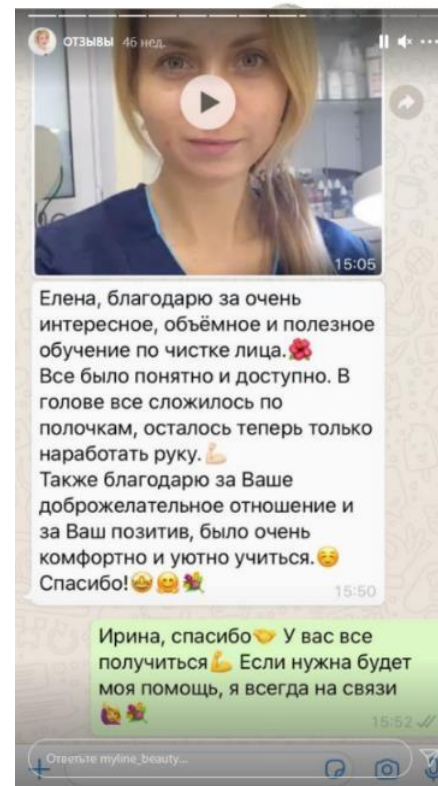 ОТЗЫВЫ 46 нед.
15:05
Елена, благодарю за очень
интересное, объёмное и полезное
обучение по чистке лица.🌺
Все было понятно и доступно. В
голове все сложилось по
полочкам, осталось теперь только
наработать руку.💪🏻
Также благодарю за Ваше
доброжелательное отношение и
за Ваш позитив, было очень
комфортно и уютно учиться.☺️
Спасибо!🤩🤗💐
15:50
Ирина, спасибо🤝 У вас все
получиться💪 Если нужна будет
моя помощь, я всегда на связи
🙋💐
15:52
Ответьте myline_beauty...